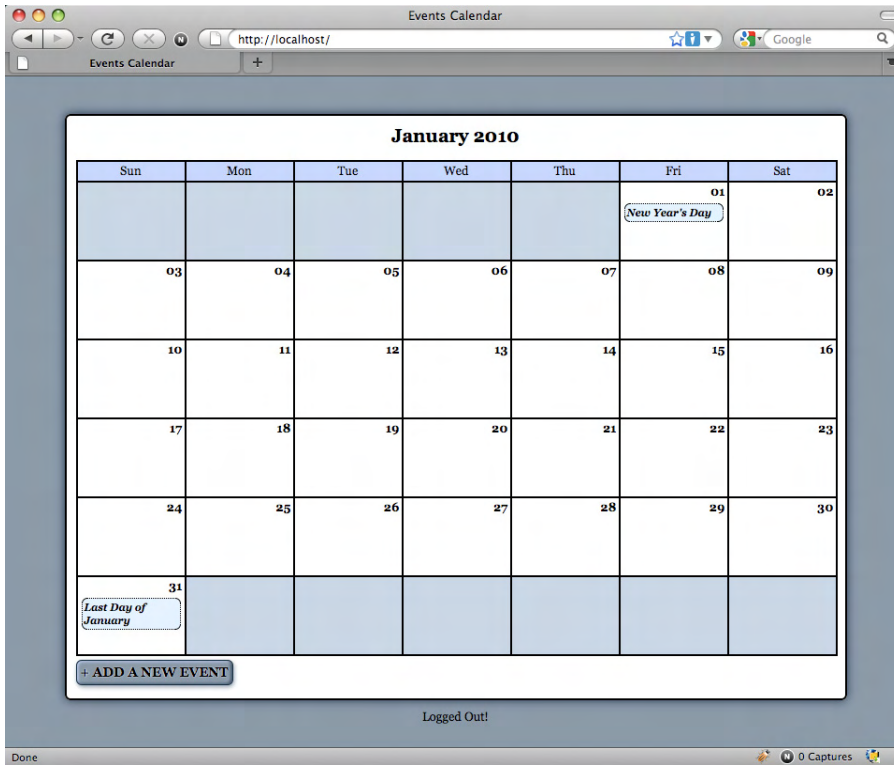 Events Calendar
http://localhost/
Google
Events Calendar
+
January 2010
Sun Mon Tue Wed Thu Fri Sat
01 02
New Year's Day
03 04 05 06 07 08 09
10 11 12 13 14 15 16
17 18 19 20 21 22 23
24 25 26 27 28 29 30
31
Last Day of
January
+ ADD A NEW EVENT
Logged Out!
Done
N 0 Captures